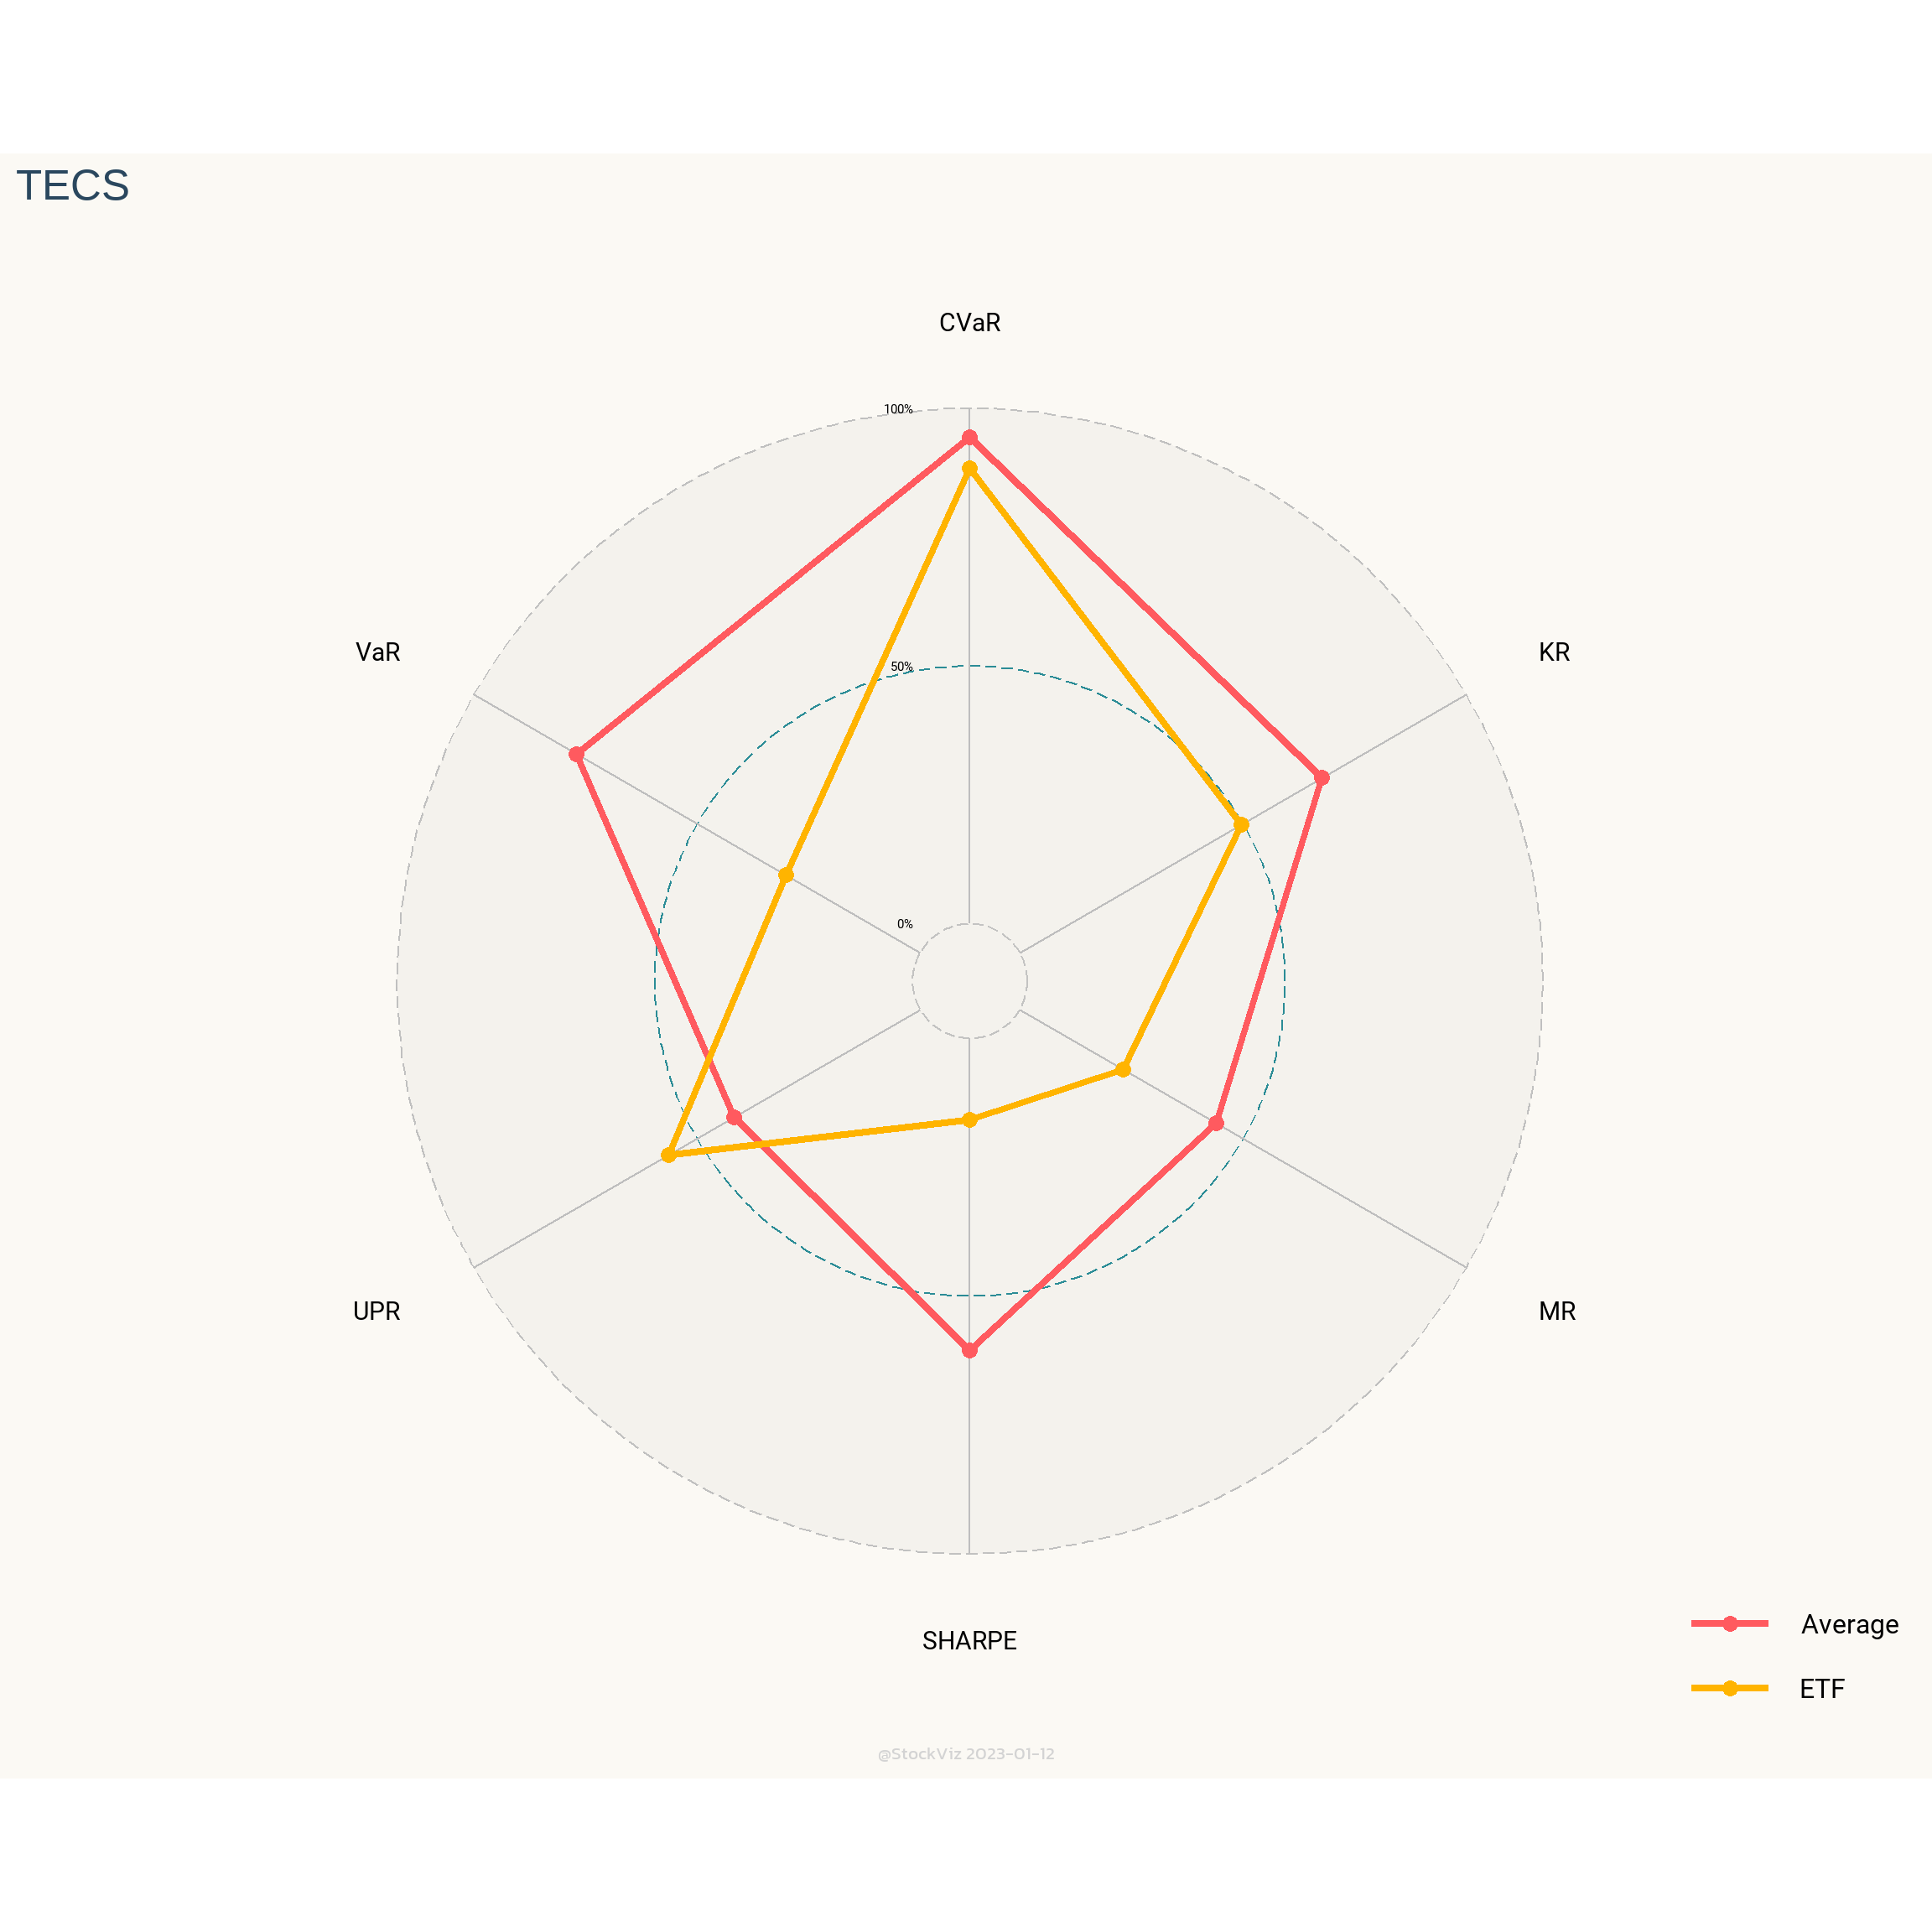 TECS
CVaR
100%
KR
VaR
50%
0%
UPR
MR
SHARPE
Average
ETF
@StockViz 2023-01-12